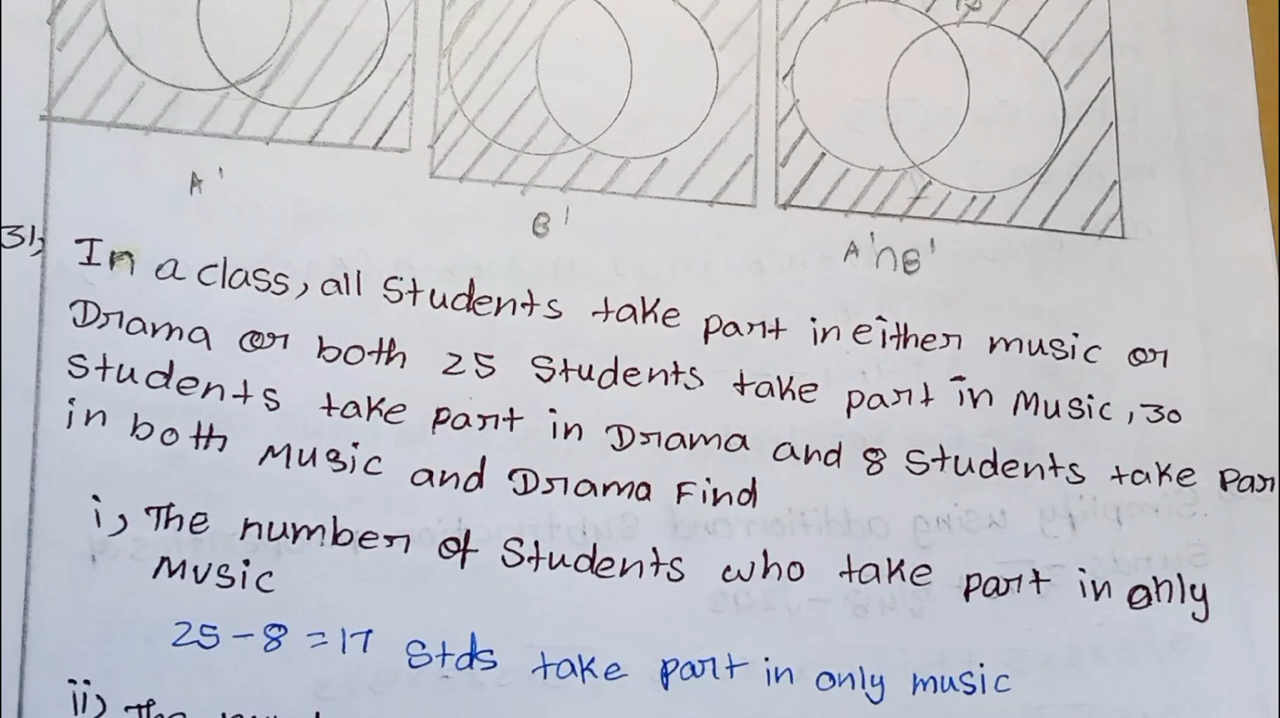 A'
B'
A'∩B'
31, In a class, all Students take part in either music or
Drama or both 25 Students take part in Music, 30
Students take part in Drama and 8 Students take Par
in both Music and Drama Find
i, The number of Students who take part in only
Music
25 - 8 = 17 Stds take part in only music
ii) The